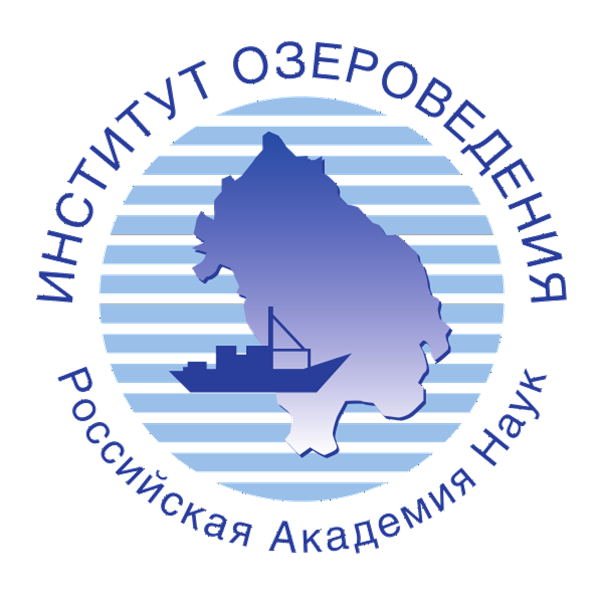 ИНСТИТУТ ОЗЕРОВЕДЕНИЯ
Российская Академия Наук